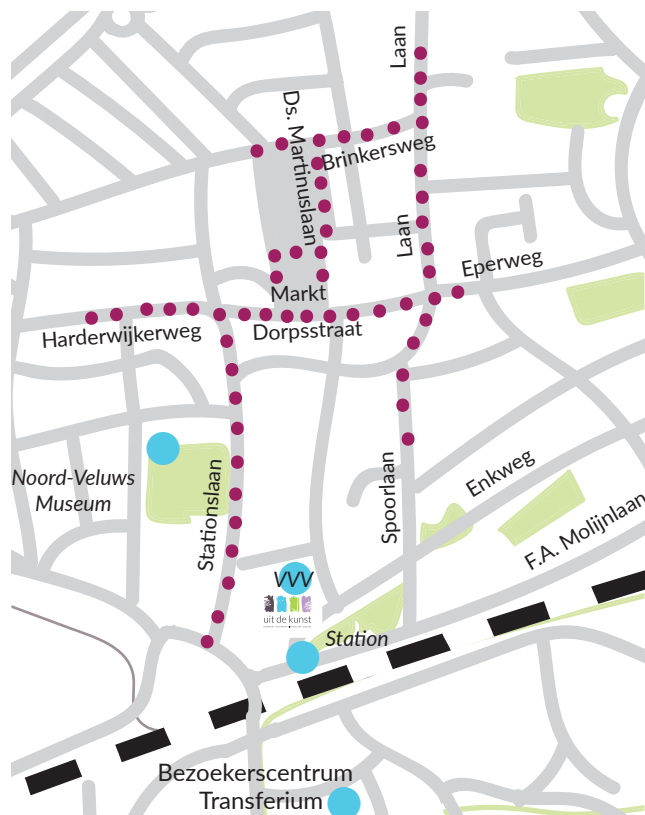 Laan
Ds. Martinuslaan
Brinkersweg
Laan
Eperweg
Markt
Harderwijkerweg
Dorpsstraat
Noord-Veluws
Museum
Stationslaan
Spoorlaan
Enkweg
F.A. Molijnlaan
VVV
uit de kunst
Station
Bezoekerscentrum
Transferium